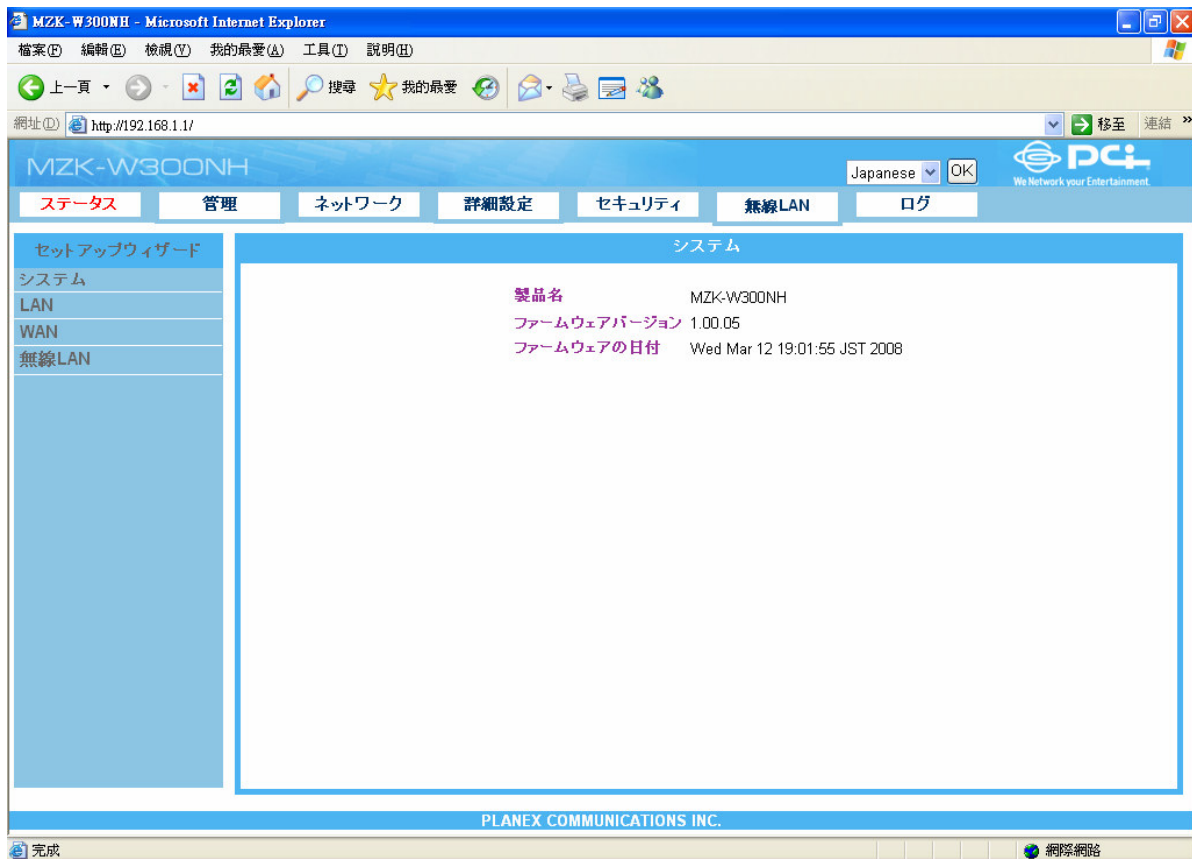 MZK-W300NH - Microsoft Internet Explorer
檔案(F) 編輯(E) 檢視(V) 我的最愛(A) 工具(T) 說明(H)
上一頁 搜尋 我的最愛
網址(D) http://192.168.1.1/ 移至 連結 »
MZK-W300NH Japanese OK PCi
We Network your Entertainment.
ステータス 管理 ネットワーク 詳細設定 セキュリティ 無線LAN ログ
セットアップウィザード
システム
LAN
WAN
無線LAN
システム
製品名 MZK-W300NH
ファームウェアバージョン 1.00.05
ファームウェアの日付 Wed Mar 12 19:01:55 JST 2008
PLANEX COMMUNICATIONS INC.
完成 網際網路